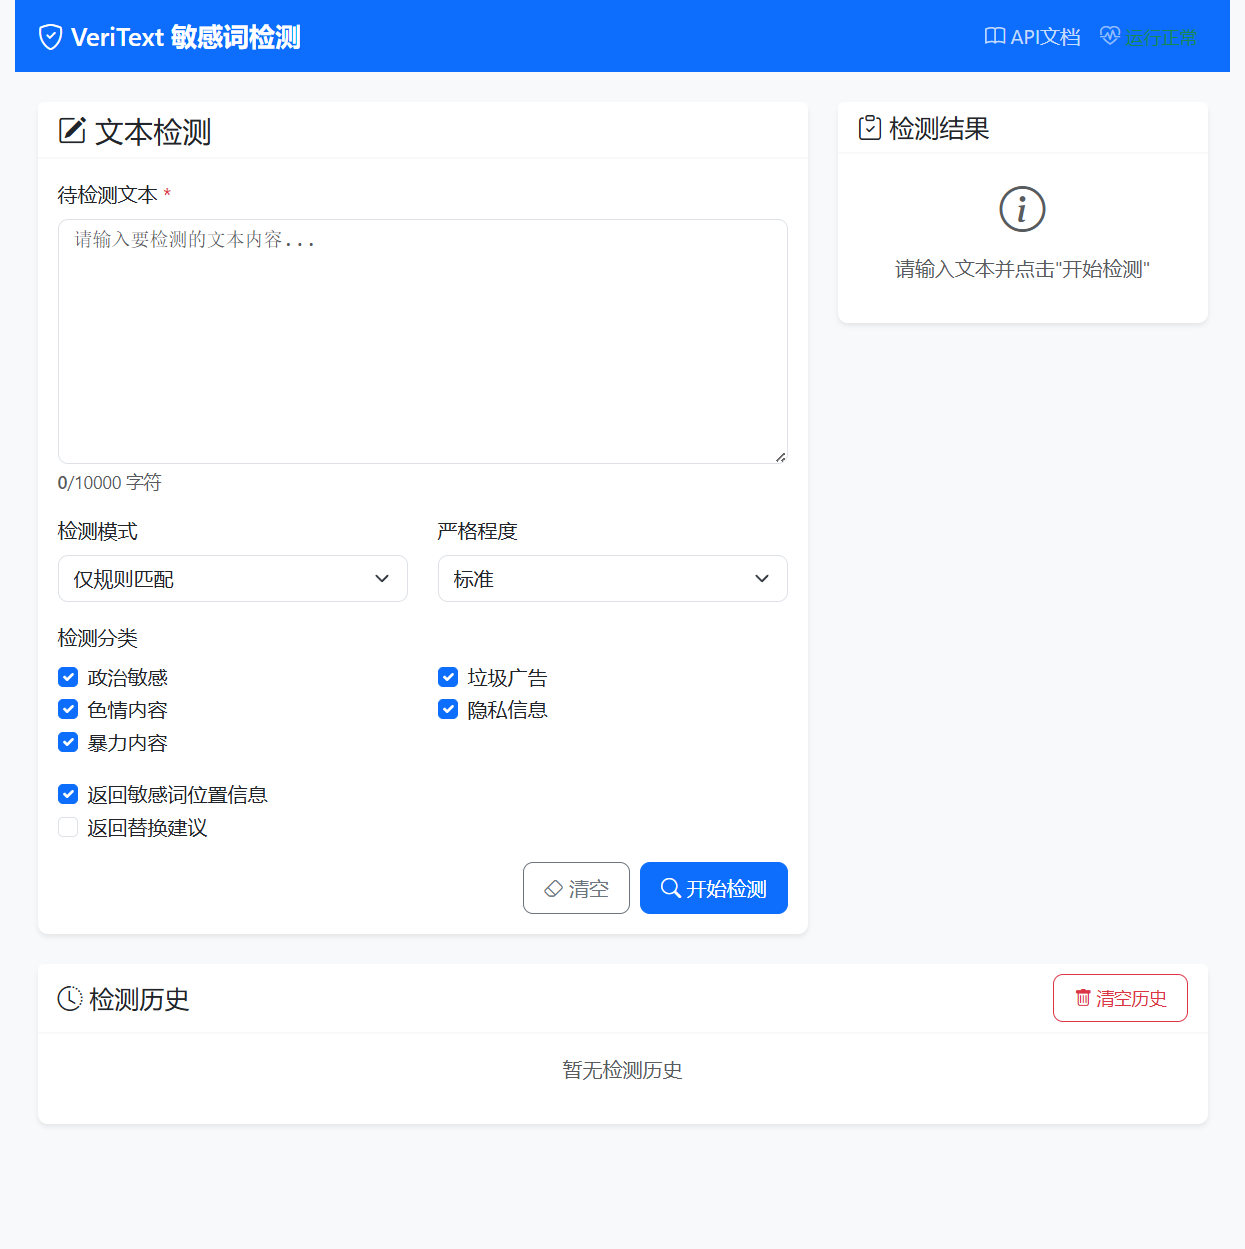 VeriText 敏感词检测
API文档
运行正常
文本检测
待检测文本 *
请输入要检测的文本内容...
0/10000 字符
检测模式
严格程度
仅规则匹配
标准
检测分类
政治敏感
色情内容
暴力内容
垃圾广告
隐私信息
返回敏感词位置信息
返回替换建议
清空
开始检测
检测结果
请输入文本并点击"开始检测"
检测历史
清空历史
暂无检测历史